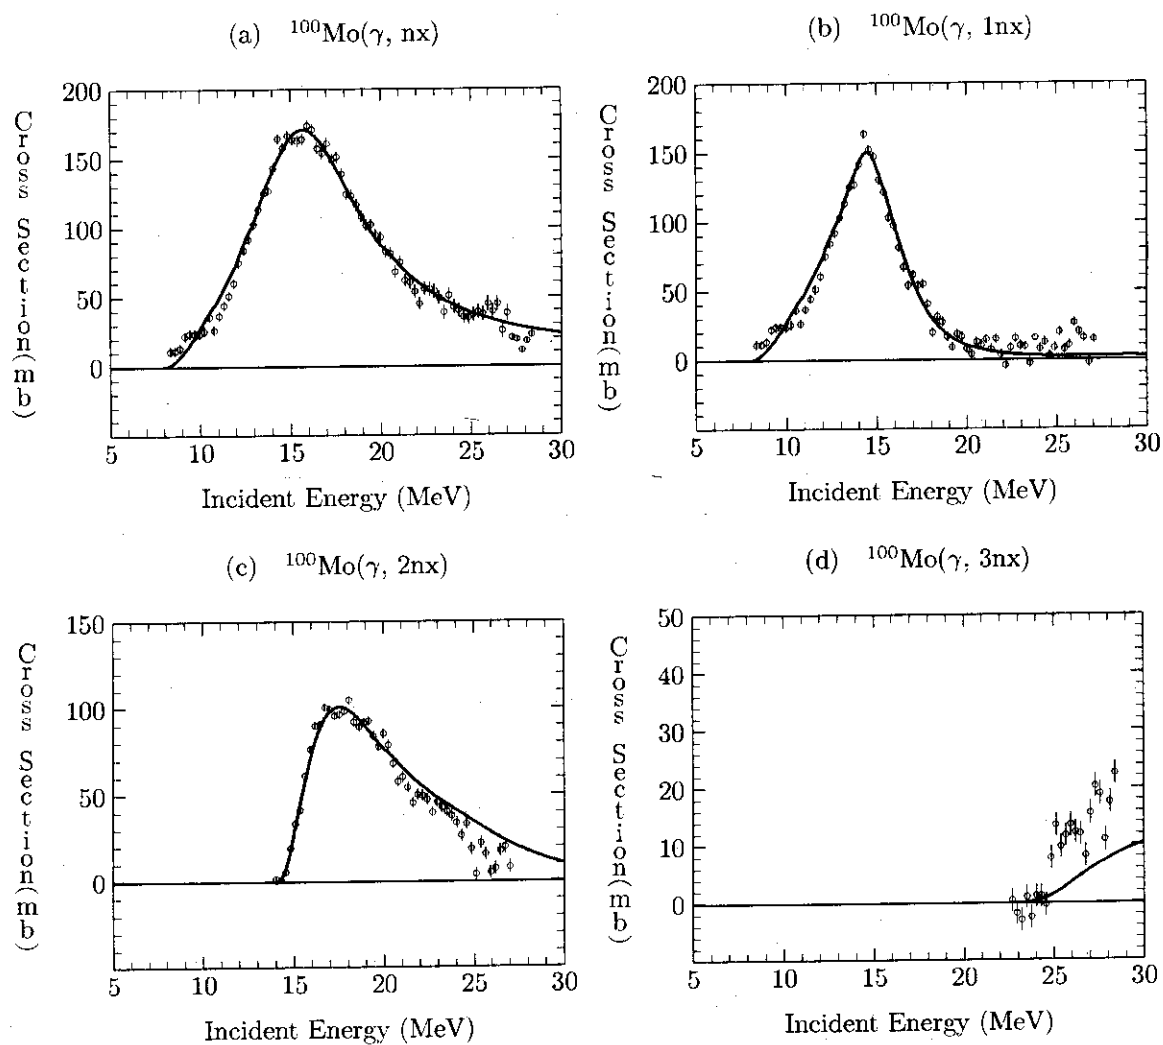 (a) ¹⁰⁰Mo(γ, nx)
Cross Section(mb)
200
150
100
50
0
5 10 15 20 25 30
Incident Energy (MeV)
(b) ¹⁰⁰Mo(γ, 1nx)
Cross Section(mb)
200
150
100
50
0
5 10 15 20 25 30
Incident Energy (MeV)
(c) ¹⁰⁰Mo(γ, 2nx)
Cross Section(mb)
150
100
50
0
5 10 15 20 25 30
Incident Energy (MeV)
(d) ¹⁰⁰Mo(γ, 3nx)
Cross Section(mb)
50
40
30
20
10
0
5 10 15 20 25 30
Incident Energy (MeV)